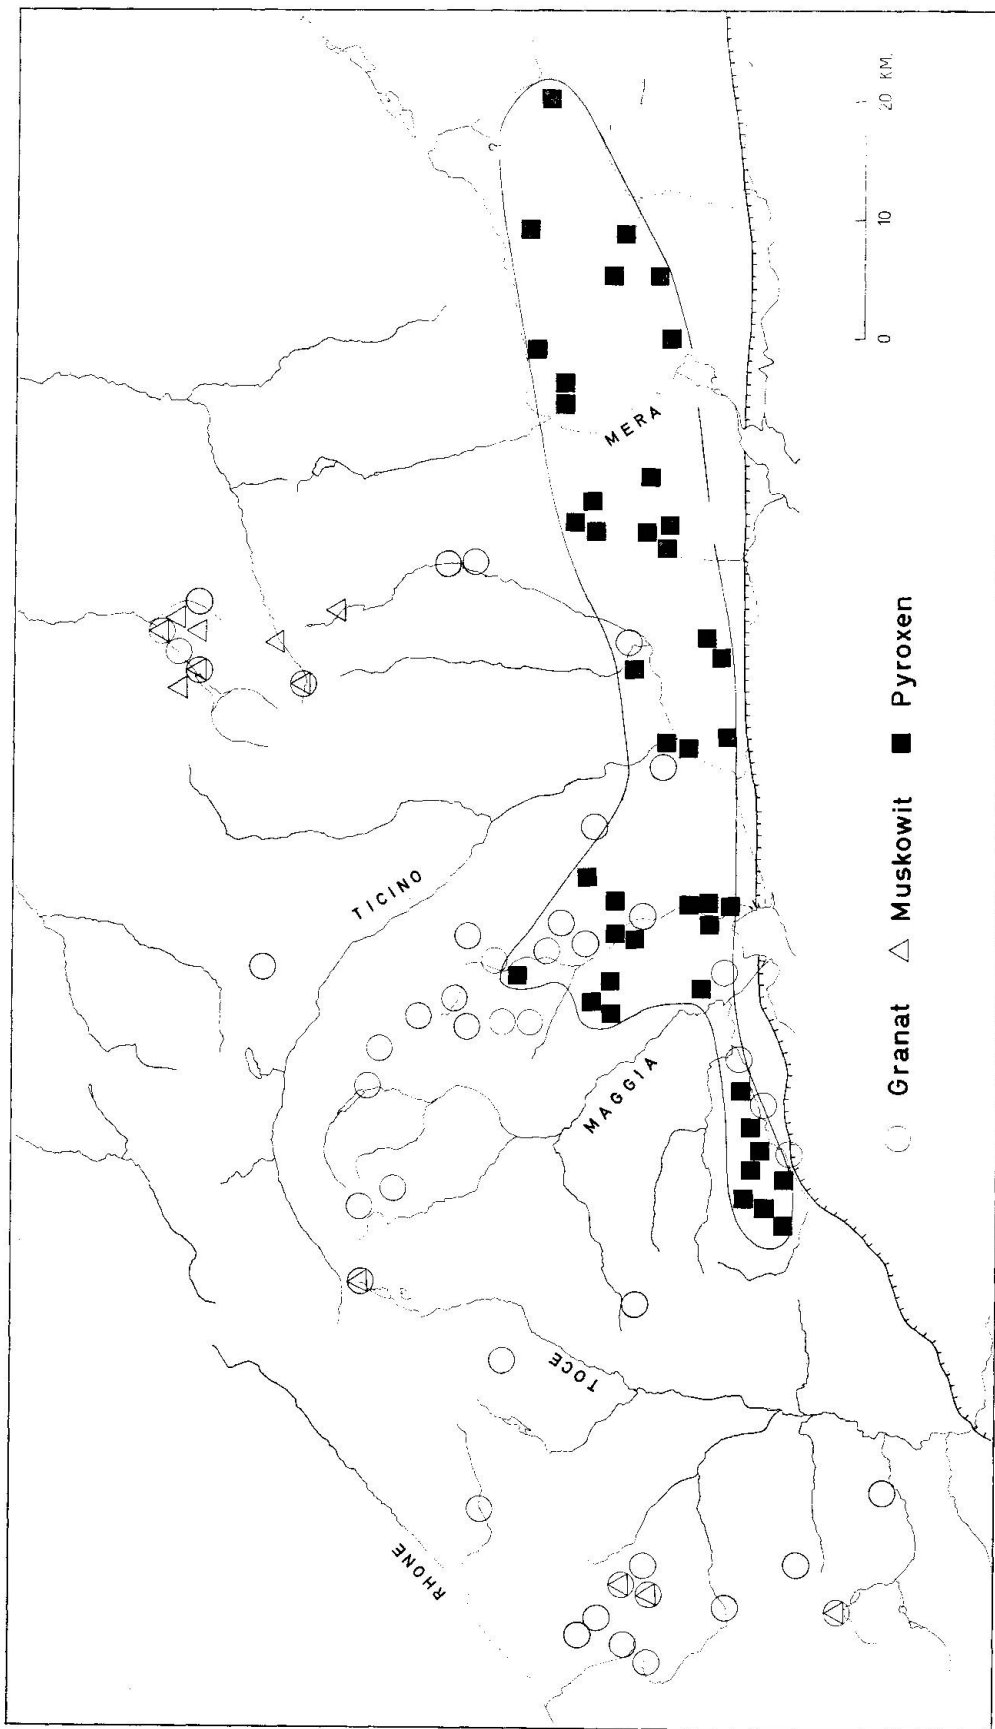 RHONE
TOCE
MAGGIA
TICINO
MERA
?
0 10 20 KM.
Granat Muskowit Pyroxen